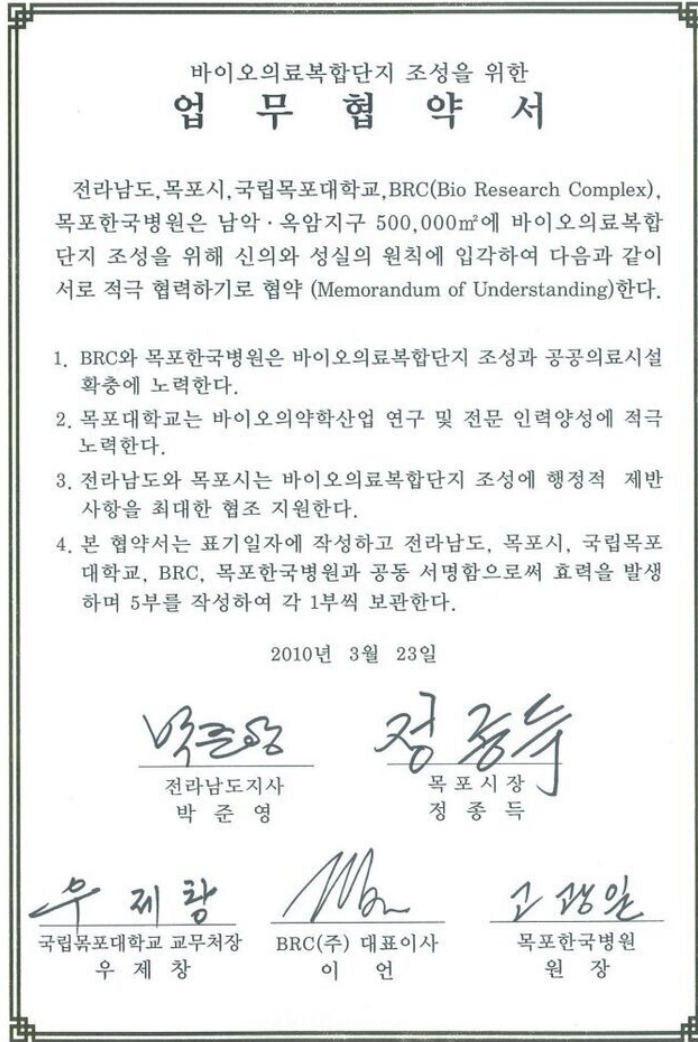 바이오의료복합단지 조성을 위한
업 무 협 약 서
전라남도,목포시,국립목포대학교,BRC(Bio Research Complex),
목포한국병원은 남악·옥암지구 500,000㎡에 바이오의료복합
단지 조성을 위해 신의와 성실의 원칙에 입각하여 다음과 같이
서로 적극 협력하기로 협약 (Memorandum of Understanding)한다.
1. BRC와 목포한국병원은 바이오의료복합단지 조성과 공공의료시설
확충에 노력한다.
2. 목포대학교는 바이오의약학산업 연구 및 전문 인력양성에 적극
노력한다.
3. 전라남도와 목포시는 바이오의료복합단지 조성에 행정적 제반
사항을 최대한 협조 지원한다.
4. 본 협약서는 표기일자에 작성하고 전라남도, 목포시, 국립목포
대학교, BRC, 목포한국병원과 공동 서명함으로써 효력을 발생
하며 5부를 작성하여 각 1부씩 보관한다.
2010년 3월 23일
박준영 정종득
전라남도지사 목포시장
박 준 영 정 종 득
우 제 창
국립목포대학교 교무처장 BRC(주) 대표이사 목포한국병원
우 제 창 이 언 원 장